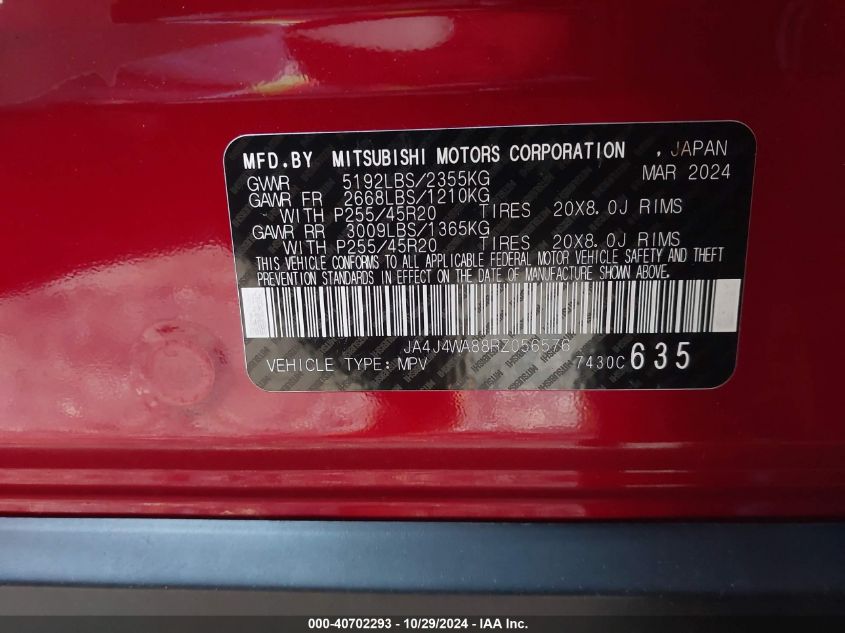 MFD.BY MITSUBISHI MOTORS CORPORATION , JAPAN
GVWR 5192LBS/2355KG MAR 2024
GAWR FR 2668LBS/1210KG
WITH P255/45R20 TIRES 20X8.0J RIMS
GAWR RR 3009LBS/1365KG
WITH P255/45R20 TIRES 20X8.0J RIMS
THIS VEHICLE CONFORMS TO ALL APPLICABLE FEDERAL MOTOR VEHICLE SAFETY AND THEFT
PREVENTION STANDARDS IN EFFECT ON THE DATE OF MANUFACTURE SHOWN ABOVE.
JA4J4WA88RZ056576
VEHICLE TYPE:MPV 7430C 635
000-40702293 - 10/29/2024 - IAA Inc.